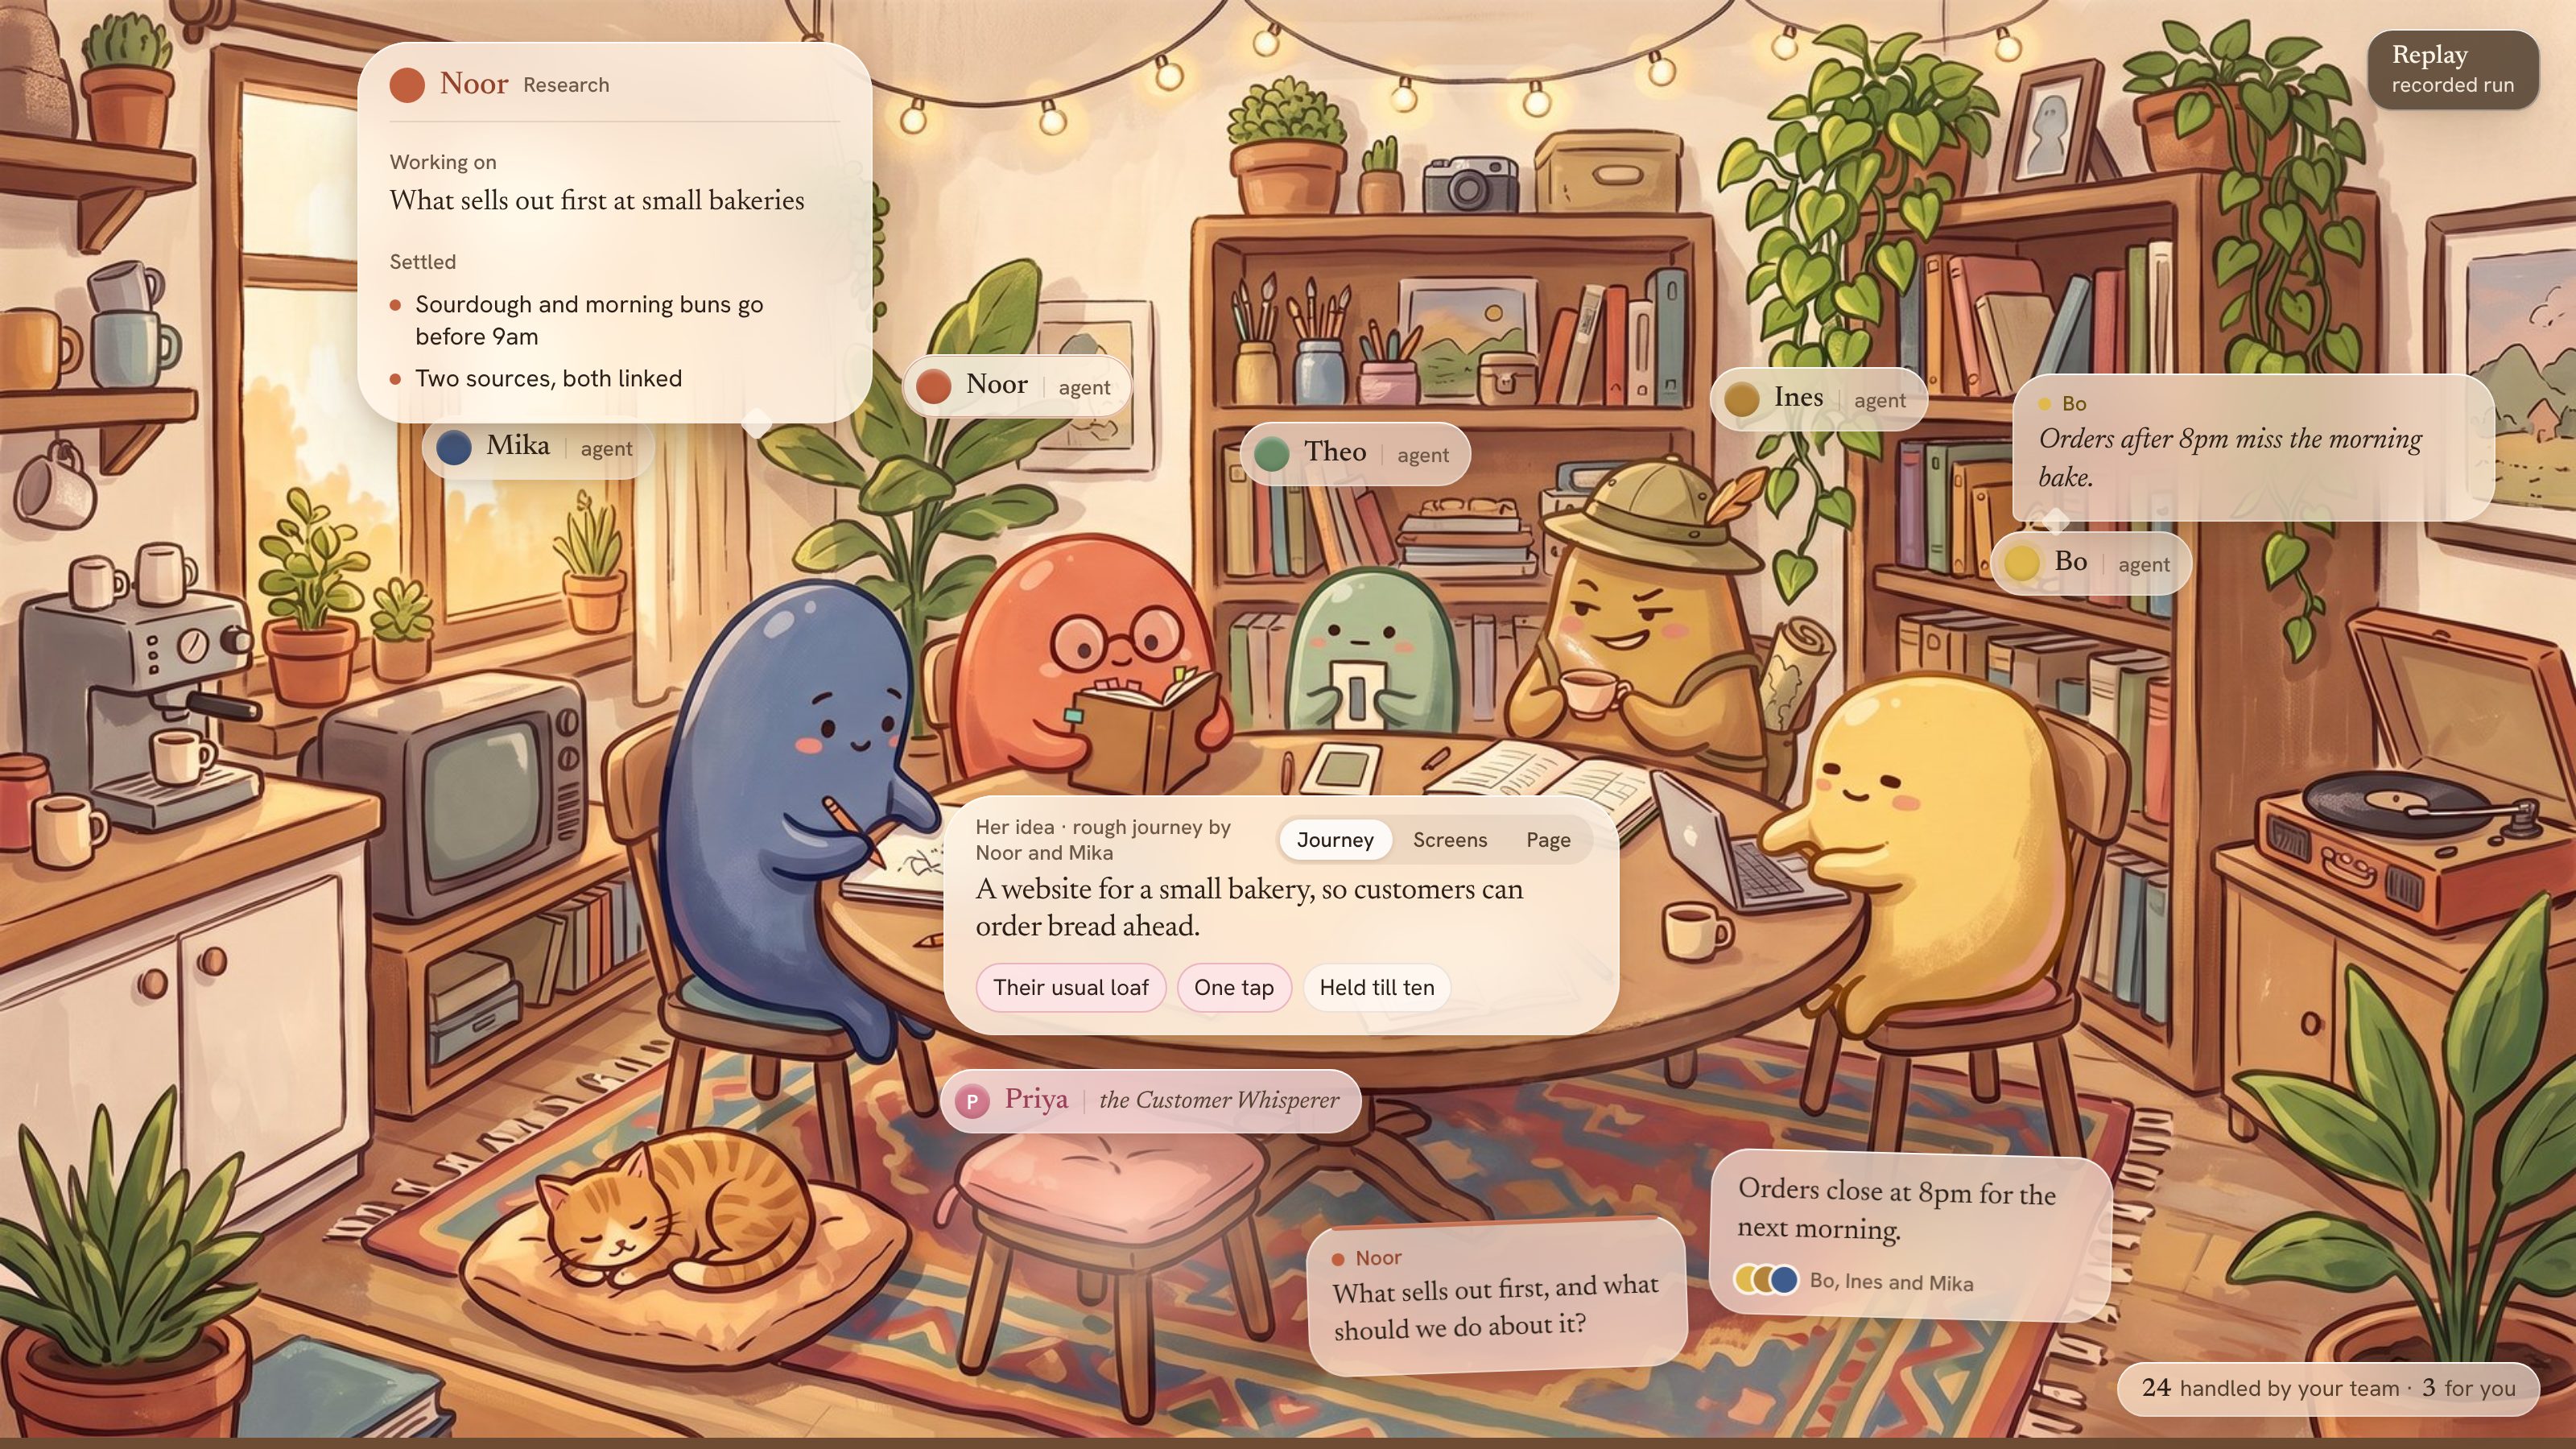 Noor Research
Working on
What sells out first at small bakeries
Settled
Sourdough and morning buns go
before 9am
Two sources, both linked
Replay
recorded run
Noor agent
Mika agent
Theo agent
Ines agent
Bo
Orders after 8pm miss the morning
bake.
Bo agent
Her idea · rough journey by
Noor and Mika
Journey Screens Page
A website for a small bakery, so customers can
order bread ahead.
Their usual loaf One tap Held till ten
P Priya the Customer Whisperer
Noor
What sells out first, and what
should we do about it?
Orders close at 8pm for the
next morning.
Bo, Ines and Mika
24 handled by your team · 3 for you